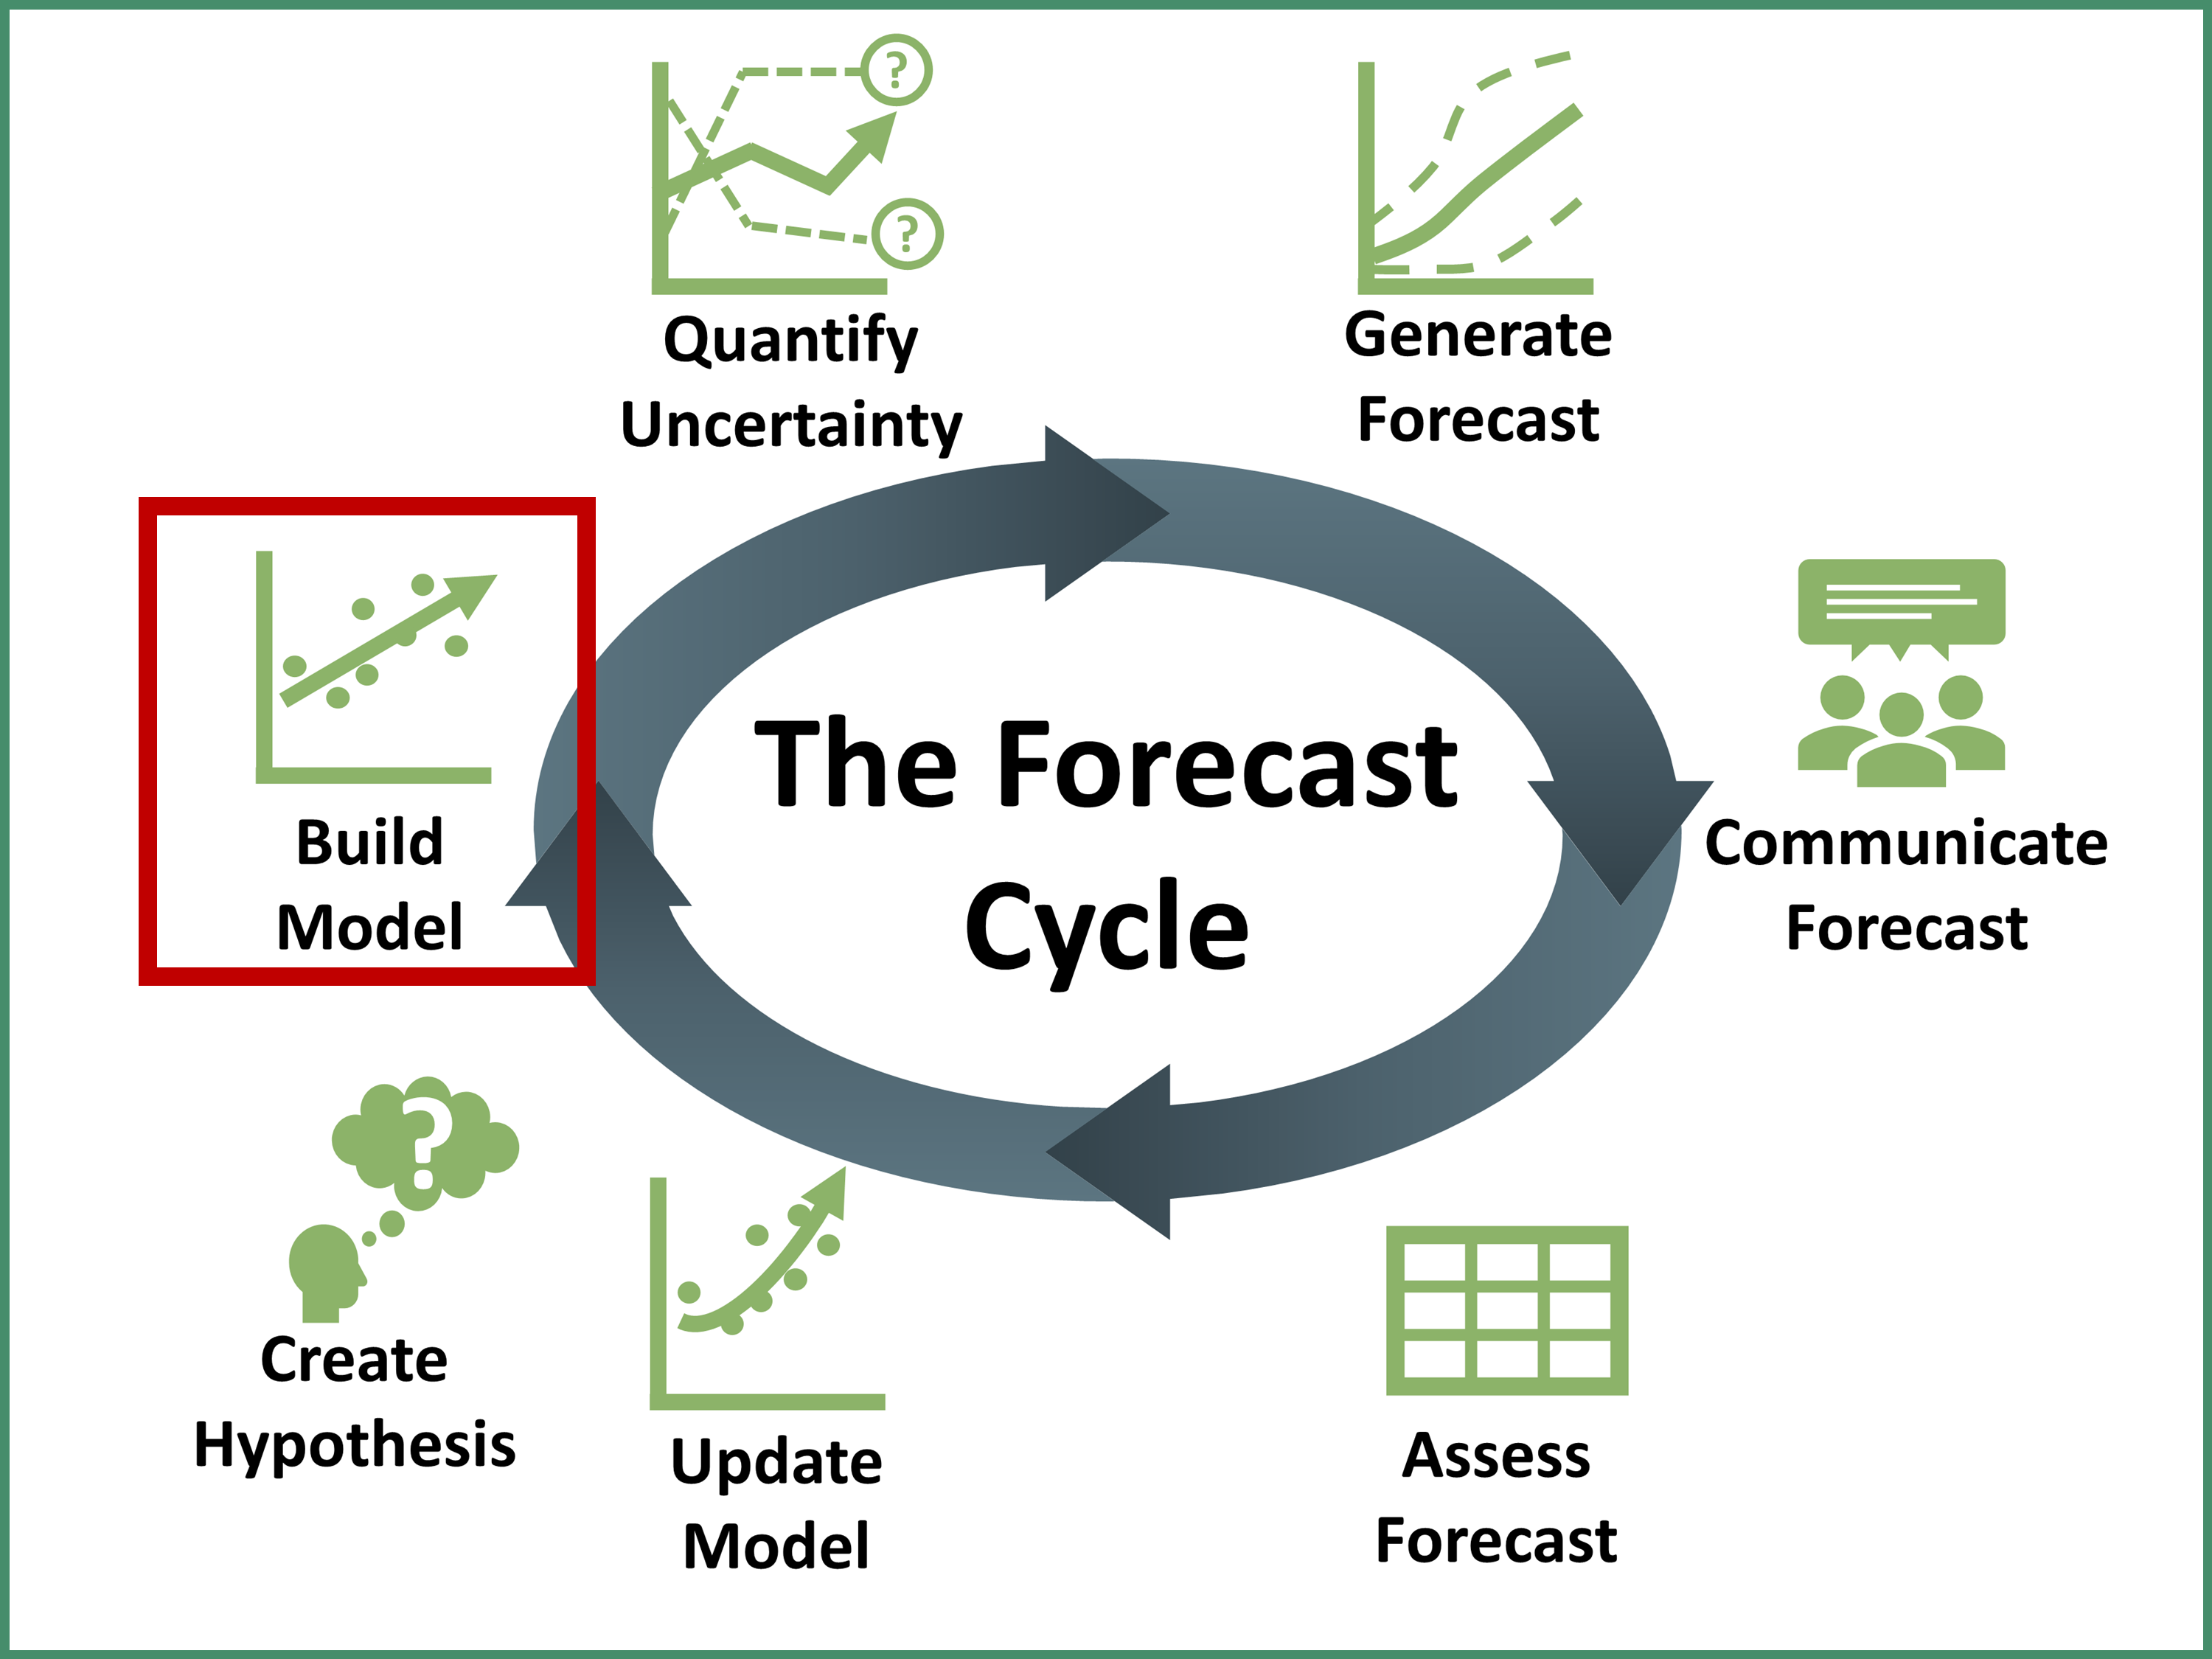 ?
?
Quantify
Uncertainty
Generate
Forecast
Build
Model
The Forecast
Cycle
Communicate
Forecast
?
Create
Hypothesis
Update
Model
Assess
Forecast